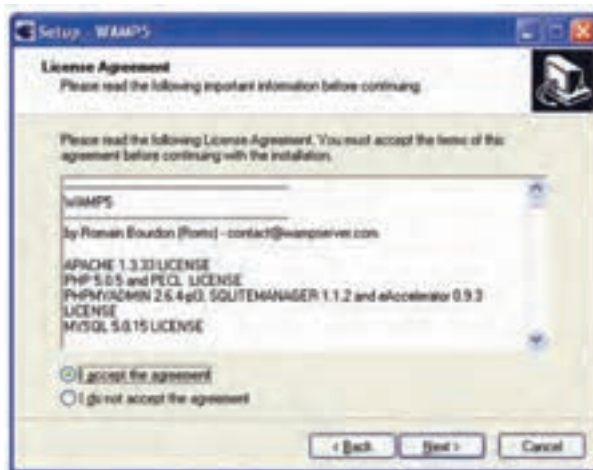 Setup - WAMP5
License Agreement
Please read the following important information before continuing.
Please read the following License Agreement. You must accept the terms of this
agreement before continuing with the installation.
WAMP5
by Romain Bourdon (Romo) - contact@wampserver.com
APACHE 1.3.33 LICENSE
PHP 5.0.5 and PECL LICENSE
PHPMYADMIN 2.6.4-pl3, SQLITEMANAGER 1.1.2 and eAccelerator 0.9.3
LICENSE
MYSQL 5.0.15 LICENSE
I accept the agreement
I do not accept the agreement
< Back
Next >
Cancel